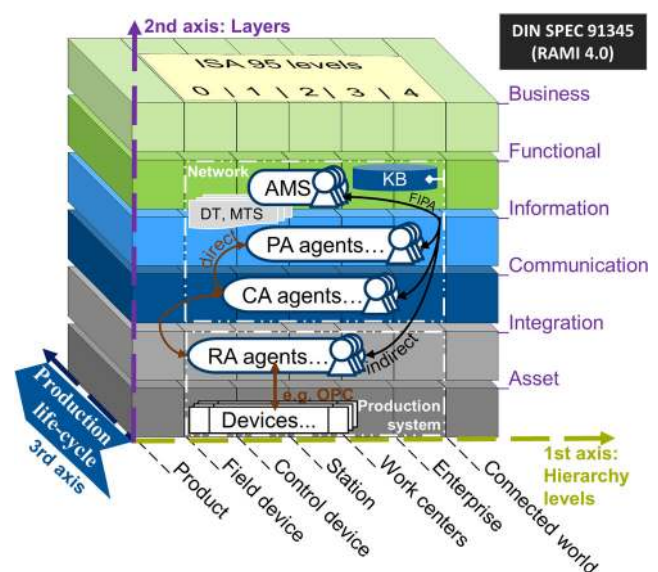 2nd axis: Layers
DIN SPEC 91345
(RAMI 4.0)
ISA 95 levels
0 1 2 3 4
Business
Functional
Network
AMS
KB
FIPA
DT, MTS
Information
PA agents...
direct
Communication
CA agents...
Integration
RA agents...
indirect
Asset
e.g. OPC
Devices...
Production
system
Production
life-cycle
3rd axis
1st axis:
Hierarchy
levels
Product
Field device
Control device
Station
Work centers
Enterprise
Connected world